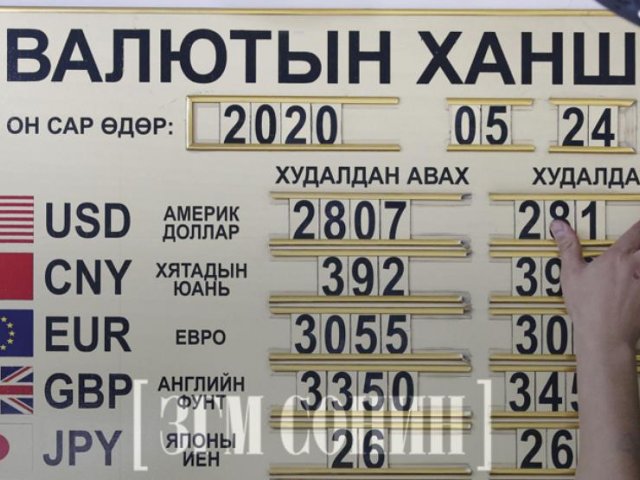 ВАЛЮТЫН ХАНШ
ОН САР ӨДӨР: 2020 05 24
ХУДАЛДАН АВАХ
USD АМЕРИК ДОЛЛАР 2807
CNY ХЯТАДЫН ЮАНЬ 392
EUR ЕВРО 3055
GBP АНГЛИЙН ФУНТ 3350
JPY ЯПОНЫ ИЕН 26 26